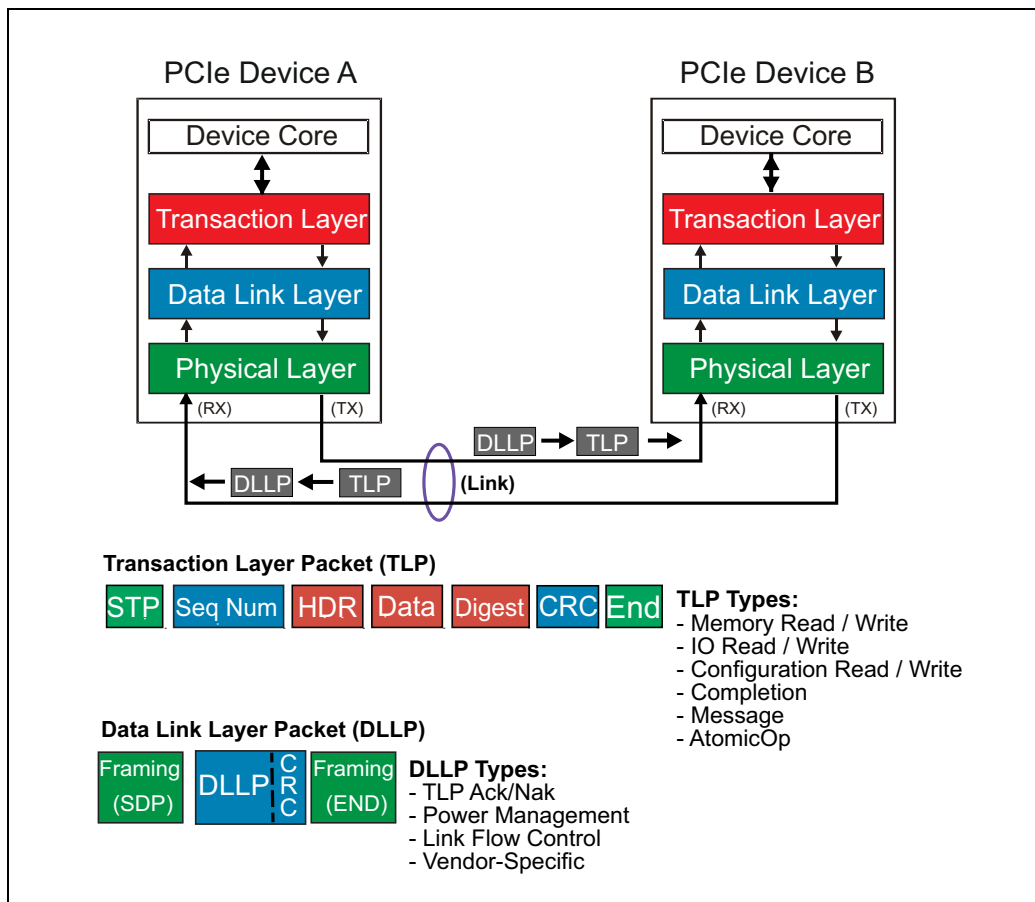 PCIe Device A
PCIe Device B
Device Core
Device Core
Transaction Layer
Transaction Layer
Data Link Layer
Data Link Layer
Physical Layer
Physical Layer
(RX)
(TX)
(RX)
(TX)
DLLP
TLP
DLLP
TLP
(Link)
Transaction Layer Packet (TLP)
STP
Seq Num
HDR
Data
Digest
CRC
End
TLP Types:
- Memory Read / Write
- IO Read / Write
- Configuration Read / Write
- Completion
- Message
- AtomicOp
Data Link Layer Packet (DLLP)
Framing
(SDP)
DLLP
C
R
C
Framing
(END)
DLLP Types:
- TLP Ack/Nak
- Power Management
- Link Flow Control
- Vendor-Specific